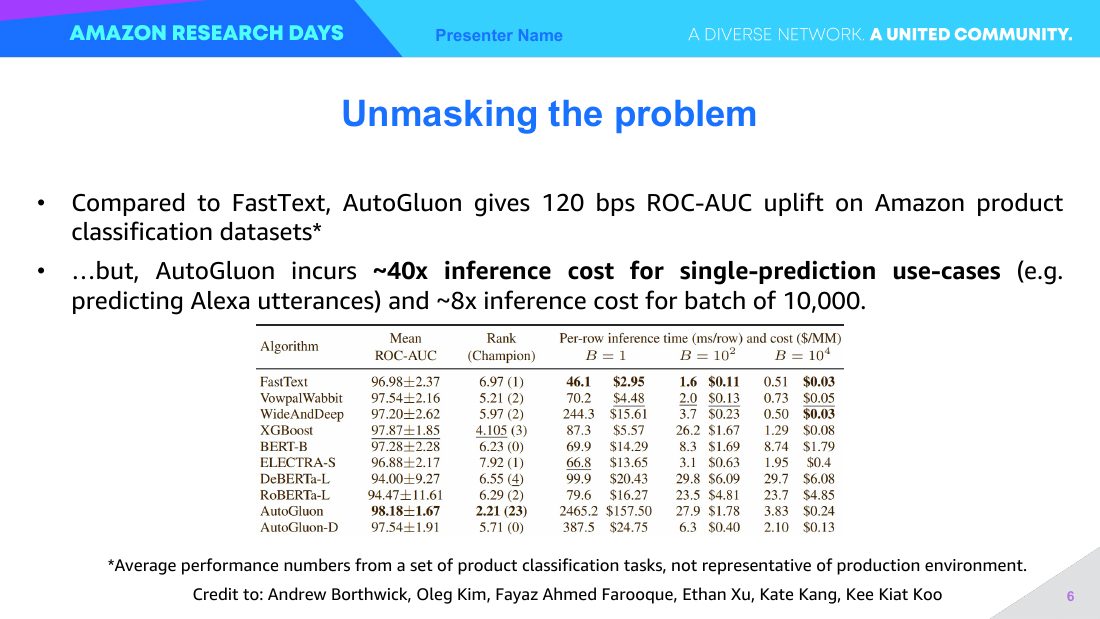 AMAZON RESEARCH DAYS
Presenter Name
A DIVERSE NETWORK. A UNITED COMMUNITY.
Unmasking the problem
• Compared to FastText, AutoGluon gives 120 bps ROC-AUC uplift on Amazon product
classification datasets*
• …but, AutoGluon incurs ~40x inference cost for single-prediction use-cases (e.g.
predicting Alexa utterances) and ~8x inference cost for batch of 10,000.
Algorithm Mean ROC-AUC Rank (Champion) Per-row inference time (ms/row) and cost ($/MM)
B = 1 B = 10² B = 10⁴
FastText 96.98±2.37 6.97 (1) 46.1 $2.95 1.6 $0.11 0.51 $0.03
VowpalWabbit 97.54±2.16 5.21 (2) 70.2 $4.48 2.0 $0.13 0.73 $0.05
WideAndDeep 97.20±2.62 5.97 (2) 244.3 $15.61 3.7 $0.23 0.50 $0.03
XGBoost 97.87±1.85 4.105 (3) 87.3 $5.57 26.2 $1.67 1.29 $0.08
BERT-B 97.28±2.28 6.23 (0) 69.9 $14.29 8.3 $1.69 8.74 $1.79
ELECTRA-S 96.88±2.17 7.92 (1) 66.8 $13.65 3.1 $0.63 1.95 $0.4
DeBERTa-L 94.00±9.27 6.55 (4) 99.9 $20.43 29.8 $6.09 29.7 $6.08
RoBERTa-L 94.47±11.61 6.29 (2) 79.6 $16.27 23.5 $4.81 23.7 $4.85
AutoGluon 98.18±1.67 2.21 (23) 2465.2 $157.50 27.9 $1.78 3.83 $0.24
AutoGluon-D 97.54±1.91 5.71 (0) 387.5 $24.75 6.3 $0.40 2.10 $0.13
*Average performance numbers from a set of product classification tasks, not representative of production environment.
Credit to: Andrew Borthwick, Oleg Kim, Fayaz Ahmed Farooque, Ethan Xu, Kate Kang, Kee Kiat Koo
6